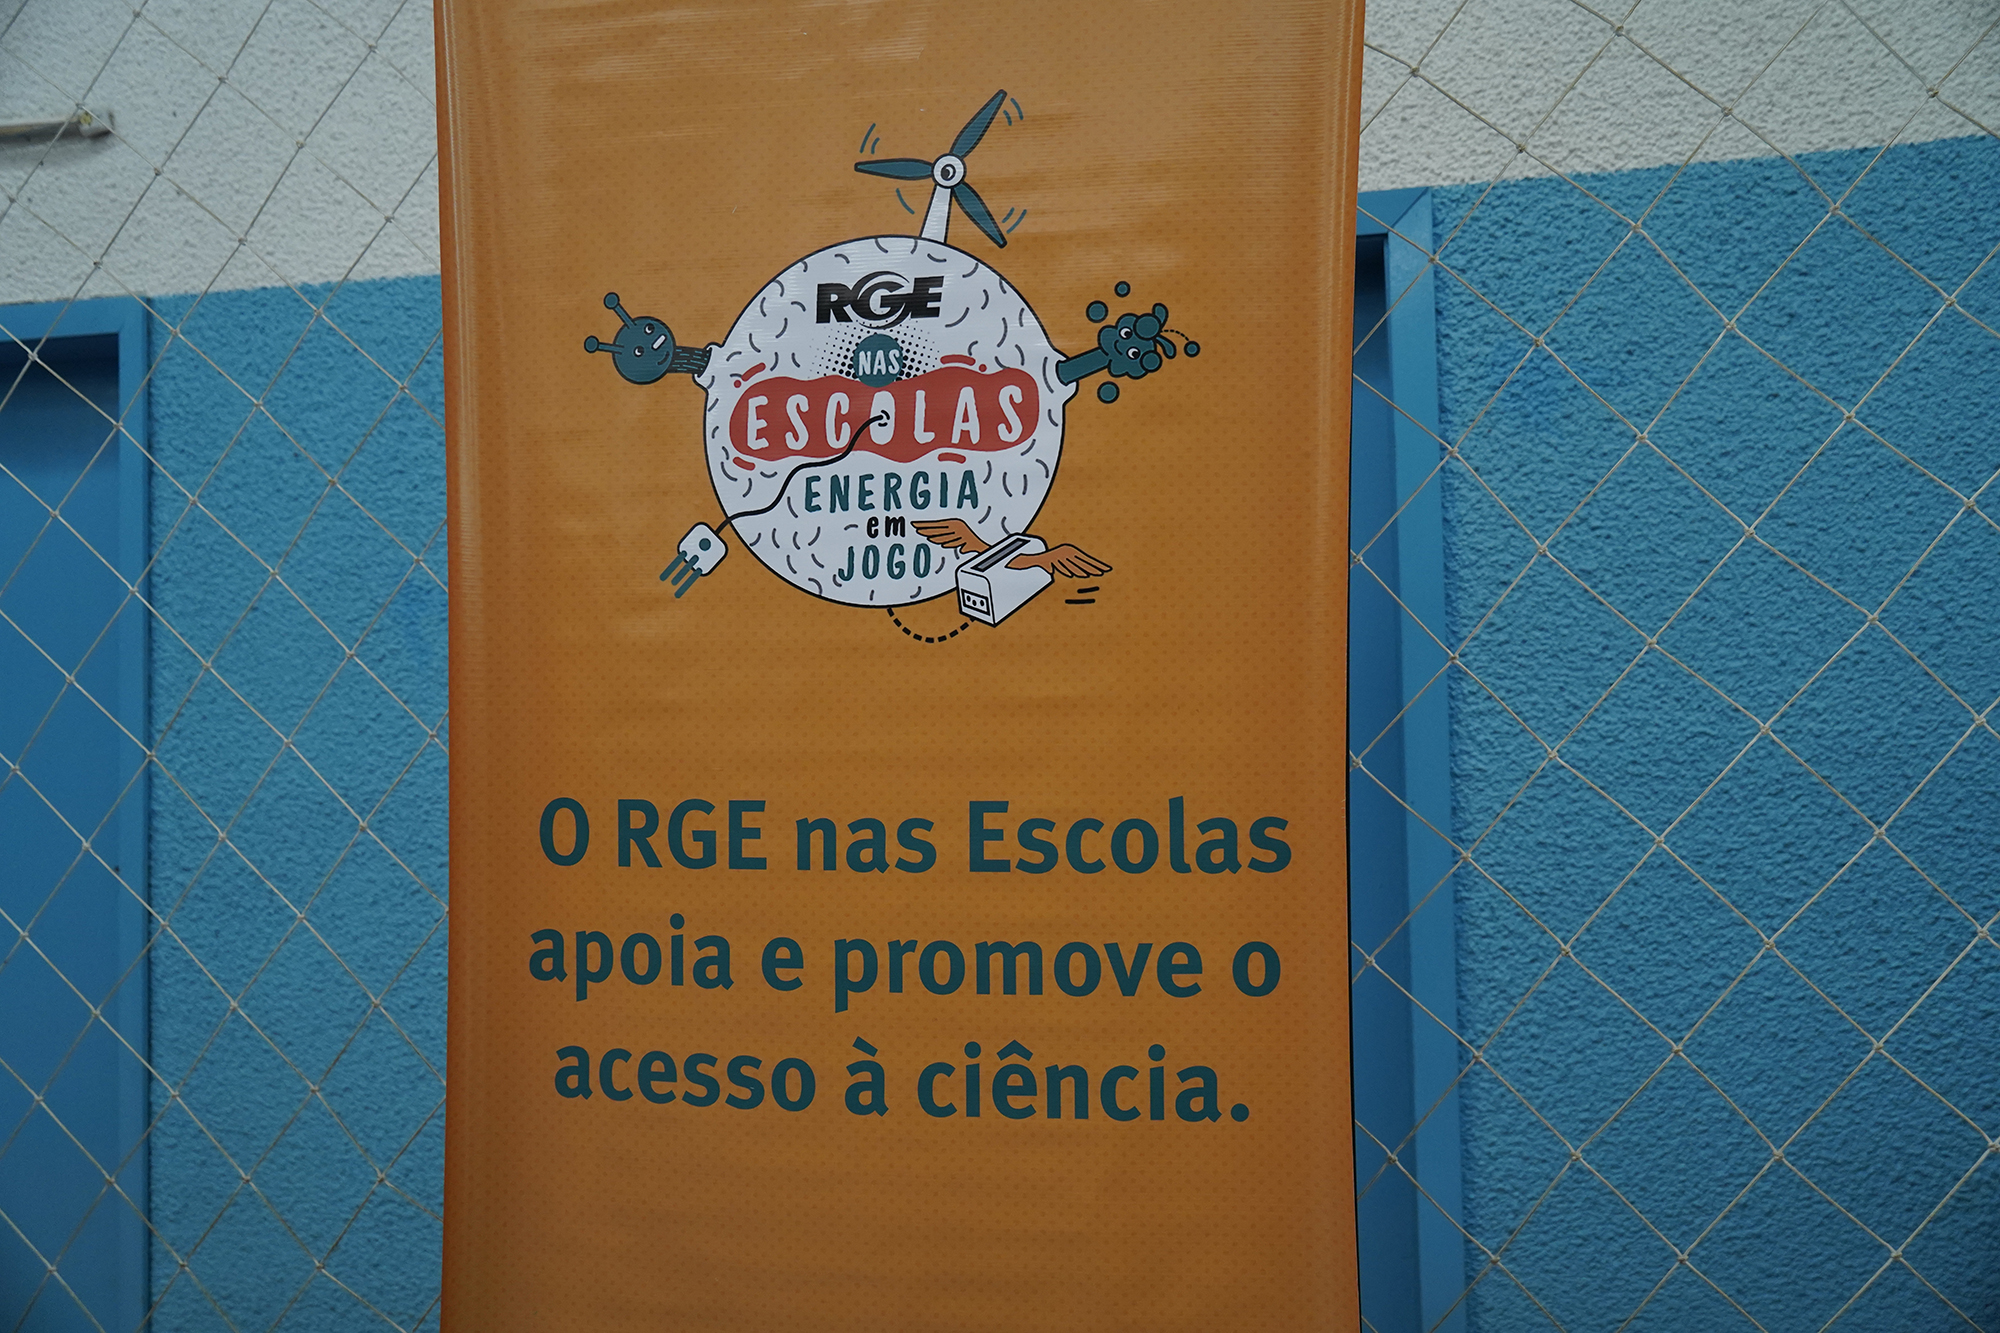 RGE
NAS
ESCOLAS
ENERGIA
em
JOGO
O RGE nas Escolas
apoia e promove o
acesso à ciência.